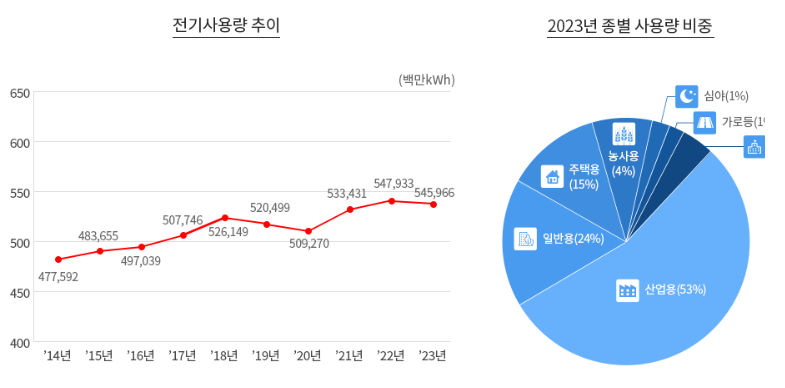 전기사용량 추이
(백만kWh)
650
600
550
500
450
400
477,592
483,655
497,039
507,746
526,149
520,499
509,270
533,431
547,933
545,966
’14년 ’15년 ’16년 ’17년 ’18년 ’19년 ’20년 ’21년 ’22년 ’23년
2023년 종별 사용량 비중
심야(1%)
가로등(1
농사용
(4%)
주택용
(15%)
일반용(24%)
산업용(53%)